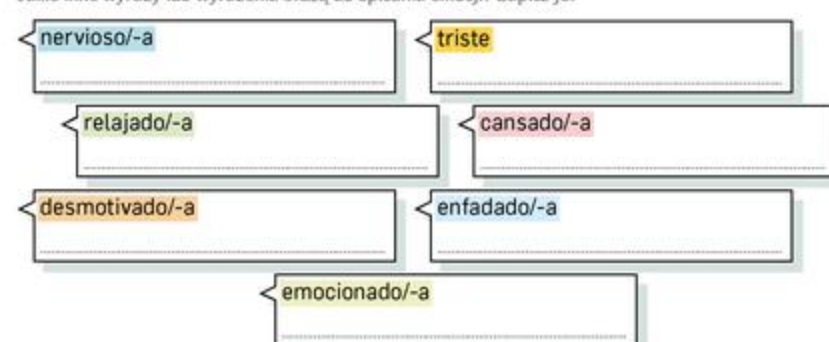 nervioso/-a
triste
relajado/-a
cansado/-a
desmotivado/-a
enfadado/-a
emocionado/-a